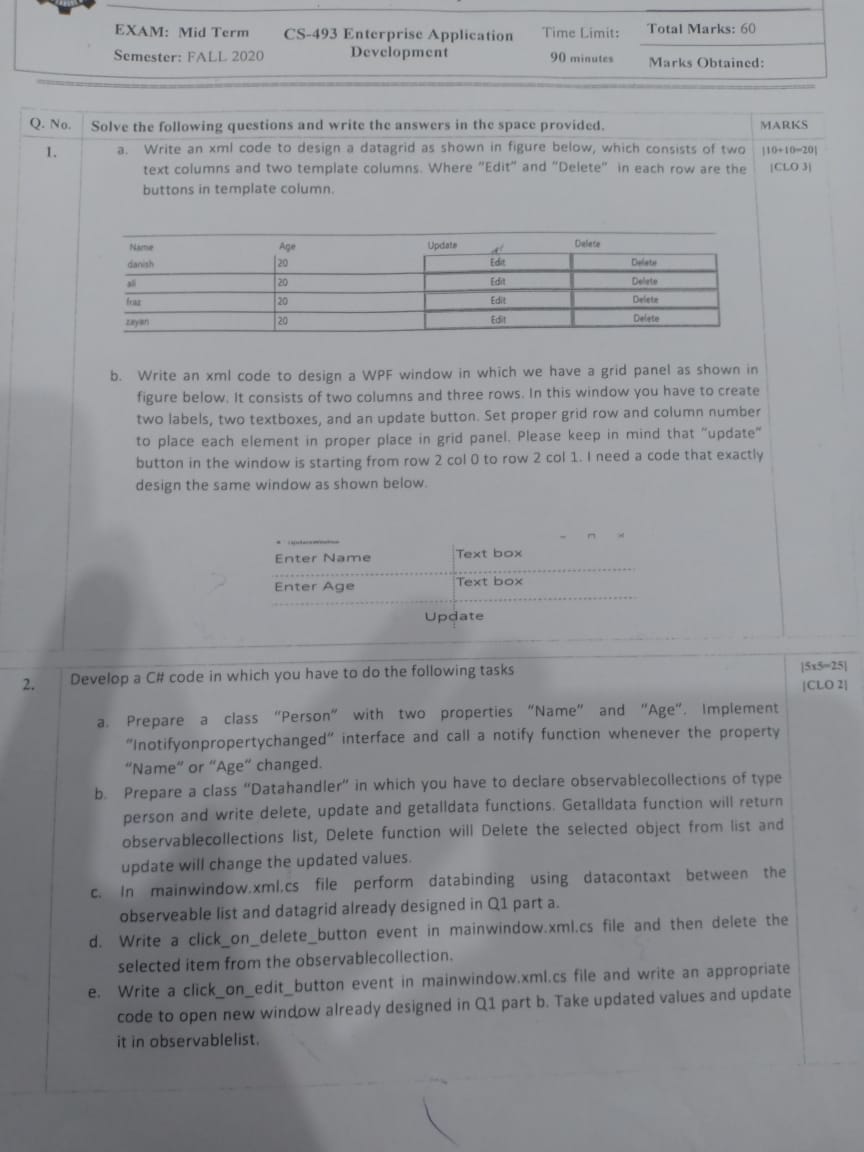 EXAM: Mid Term CS-493 Enterprise Application Time Limit: Total Marks: 60
Semester: FALL 2020 Development 90 minutes Marks Obtained:
Q. No. Solve the following questions and write the answers in the space provided. MARKS
1. a. Write an xml code to design a datagrid as shown in figure below, which consists of two |10+10=20|
text columns and two template columns. Where "Edit" and "Delete" in each row are the |CLO 3|
buttons in template column.
Name Age Update Delete
danish 20 Edit Delete
ali 20 Edit Delete
fraz 20 Edit Delete
zayan 20 Edit Delete
b. Write an xml code to design a WPF window in which we have a grid panel as shown in
figure below. It consists of two columns and three rows. In this window you have to create
two labels, two textboxes, and an update button. Set proper grid row and column number
to place each element in proper place in grid panel. Please keep in mind that "update"
button in the window is starting from row 2 col 0 to row 2 col 1. I need a code that exactly
design the same window as shown below.
Enter Name Text box
Enter Age Text box
Update
2. Develop a C# code in which you have to do the following tasks |5x5=25|
|CLO 2|
a. Prepare a class "Person" with two properties "Name" and "Age". Implement
"Inotifyonpropertychanged" interface and call a notify function whenever the property
"Name" or "Age" changed.
b. Prepare a class "Datahandler" in which you have to declare observablecollections of type
person and write delete, update and getalldata functions. Getalldata function will return
observablecollections list, Delete function will Delete the selected object from list and
update will change the updated values.
c. In mainwindow.xml.cs file perform databinding using datacontaxt between the
observeable list and datagrid already designed in Q1 part a.
d. Write a click_on_delete_button event in mainwindow.xml.cs file and then delete the
selected item from the observablecollection.
e. Write a click_on_edit_button event in mainwindow.xml.cs file and write an appropriate
code to open new window already designed in Q1 part b. Take updated values and update
it in observablelist.